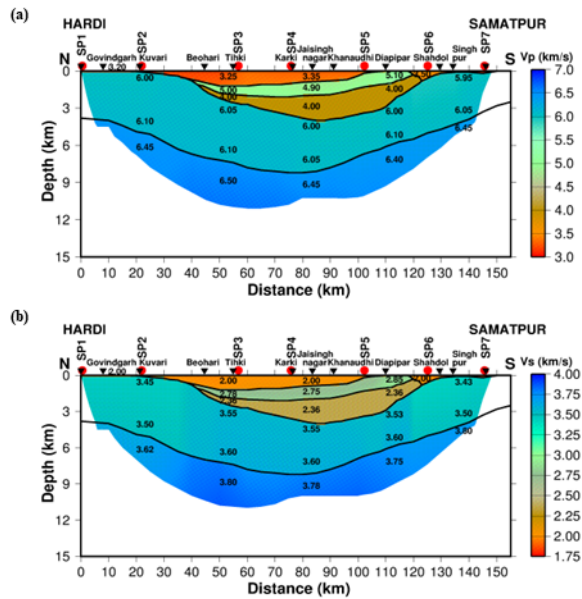 (a)
HARDI SAMATPUR
N SP1 SP2 SP3 SP4 SP5 SP6 SP7 S Vp (km/s)
Jaisingh Singh
Govindgarh Kuvari Beohari Tihki Karki nagar Khanaudhi Diapipar Shahdol pur
3.20 6.00 3.25 3.35 5.10 5.95
5.00 4.90 4.00
4.00
6.05 6.00 6.00
6.10 6.10 6.45
6.45 6.10 6.05 6.40
6.50 6.45
0
3
6
9
12
15
Depth (km)
0 10 20 30 40 50 60 70 80 90 100 110 120 130 140 150
Distance (km)
7.0
6.5
6.0
5.5
5.0
4.5
4.0
3.5
3.0
(b)
HARDI SAMATPUR
N SP1 SP2 SP3 SP4 SP5 SP6 SP7 S Vs (km/s)
Jaisingh Singh
Govindgarh Kuvari Beohari Tihki Karki nagar Khanaudhi Diapipar Shahdol pur
2.00 3.45 2.00 2.00 2.85 3.43
2.70 2.75 2.36
2.36
3.55 3.55 3.53
3.50 3.60 3.50
3.62 3.60 3.60 3.75 3.80
3.80 3.78
0
3
6
9
12
15
Depth (km)
0 10 20 30 40 50 60 70 80 90 100 110 120 130 140 150
Distance (km)
4.00
3.75
3.50
3.25
3.00
2.75
2.50
2.25
2.00
1.75